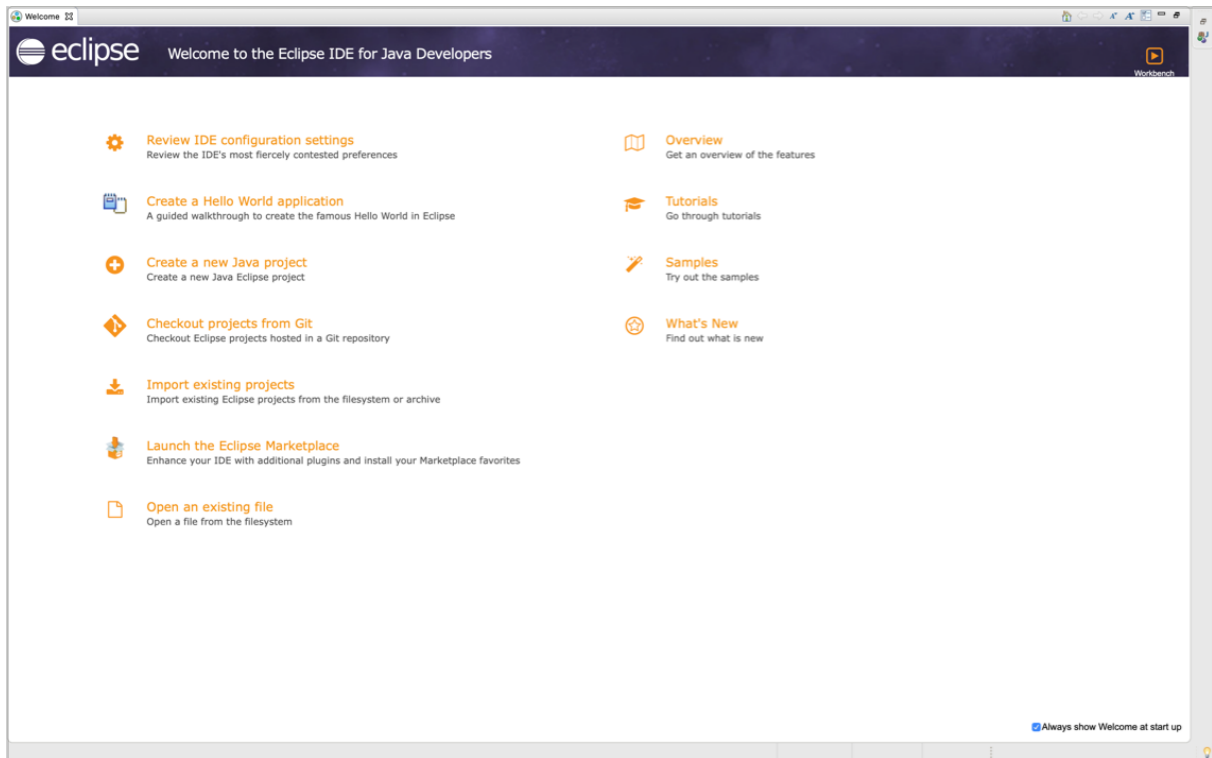 Welcome
eclipse
Welcome to the Eclipse IDE for Java Developers
Workbench
Review IDE configuration settings
Review the IDE's most fiercely contested preferences
Create a Hello World application
A guided walkthrough to create the famous Hello World in Eclipse
Create a new Java project
Create a new Java Eclipse project
Checkout projects from Git
Checkout Eclipse projects hosted in a Git repository
Import existing projects
Import existing Eclipse projects from the filesystem or archive
Launch the Eclipse Marketplace
Enhance your IDE with additional plugins and install your Marketplace favorites
Open an existing file
Open a file from the filesystem
Overview
Get an overview of the features
Tutorials
Go through tutorials
Samples
Try out the samples
What's New
Find out what is new
Always show Welcome at start up